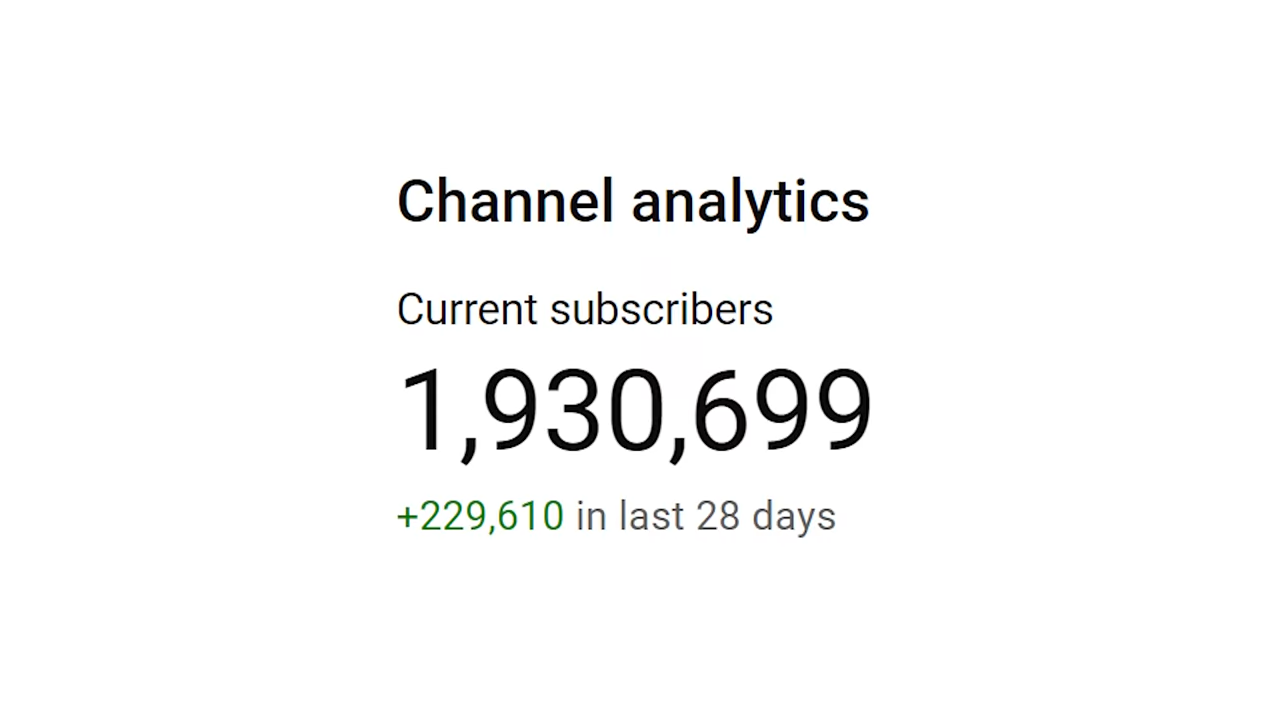 Channel analytics
Current subscribers
1,930,699
+229,610 in last 28 days